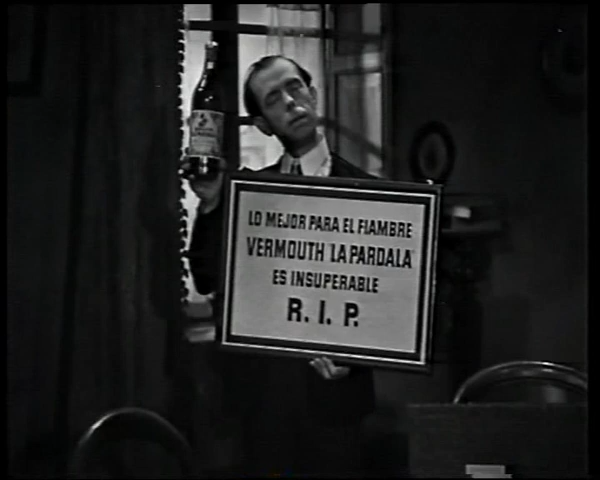 LO MEJOR PARA EL FIAMBRE
VERMOUTH "LA PARDALA"
ES INSUPERABLE
R. I. P.